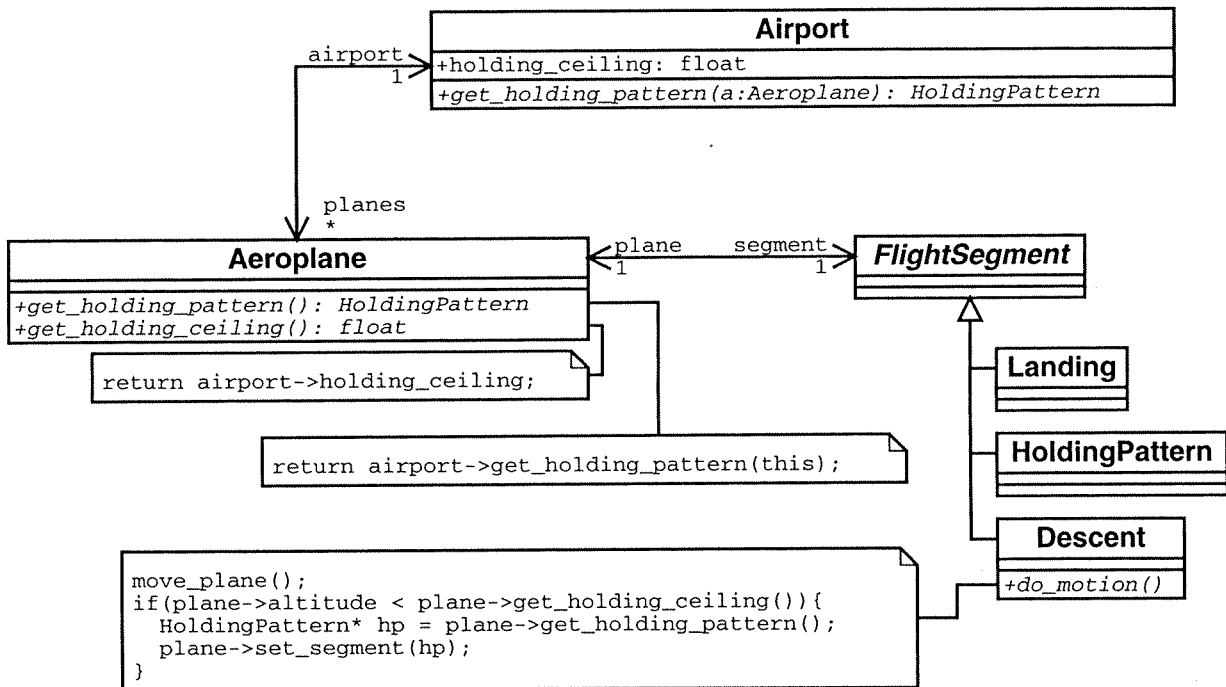 Airport
+holding_ceiling: float
+get_holding_pattern(a:Aeroplane): HoldingPattern
airport
1
planes
*
Aeroplane
+get_holding_pattern(): HoldingPattern
+get_holding_ceiling(): float
plane
1
segment
1
FlightSegment
return airport->holding_ceiling;
return airport->get_holding_pattern(this);
Landing
HoldingPattern
Descent
+do_motion()
move_plane();
if(plane->altitude < plane->get_holding_ceiling()){
  HoldingPattern* hp = plane->get_holding_pattern();
  plane->set_segment(hp);
}